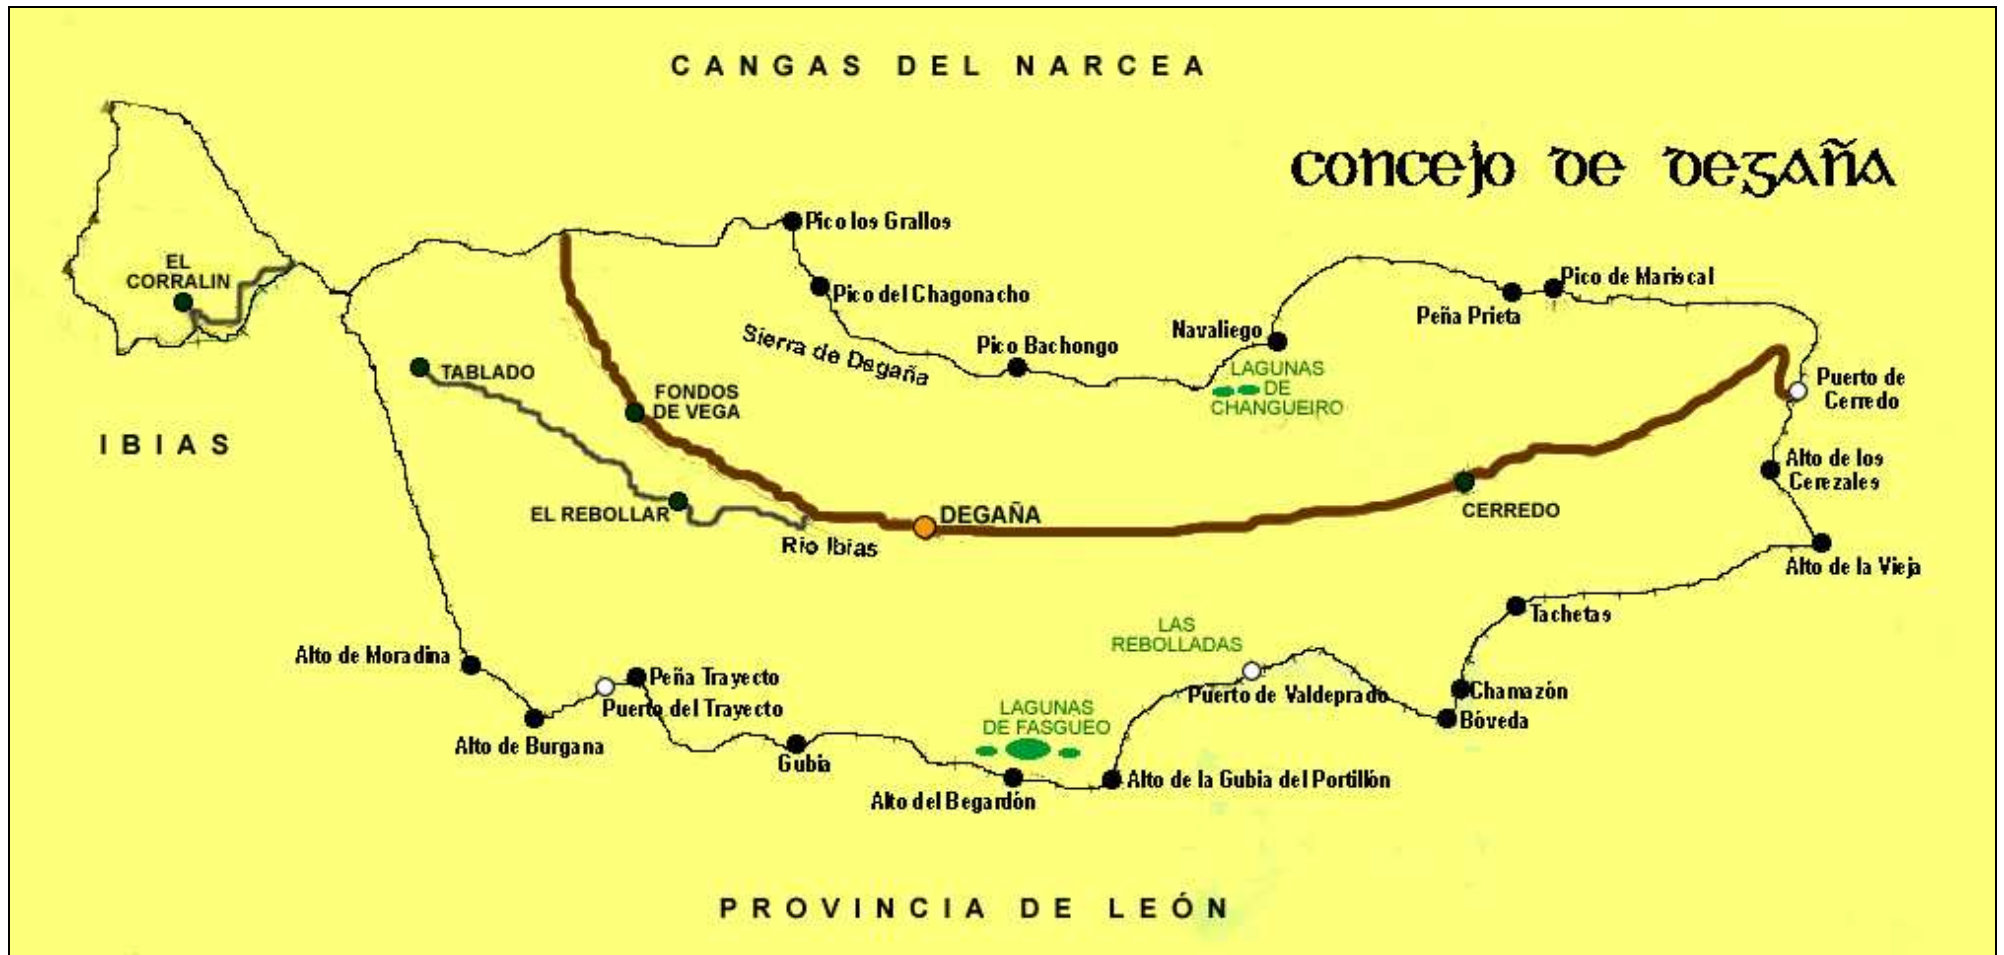 CANGAS DEL NARCEA
CONCEJO DE DEGAÑA
Pico los Grallos
EL
CORRALIN
Pico de Mariscal
Pico del Chagonacho
Peña Prieta
Navaliego
Sierra de Degaña
Pico Bachongo
TABLADO
LAGUNAS
DE
CHANGUEIRO
Puerto de
Cerredo
FONDOS
DE VEGA
IBIAS
Alto de los
Cerezales
EL REBOLLAR
DEGAÑA
CERREDO
Río Ibias
Alto de la Vieja
Tachetas
LAS
REBOLLADAS
Alto de Moradina
Peña Trayecto
Puerto del Trayecto
Puerto de Valdeprado
Chamazón
Bóveda
LAGUNAS
DE FASGUEO
Alto de Burgana
Gubia
Alto de la Gubia del Portillón
Alto del Begardón
PROVINCIA DE LEÓN